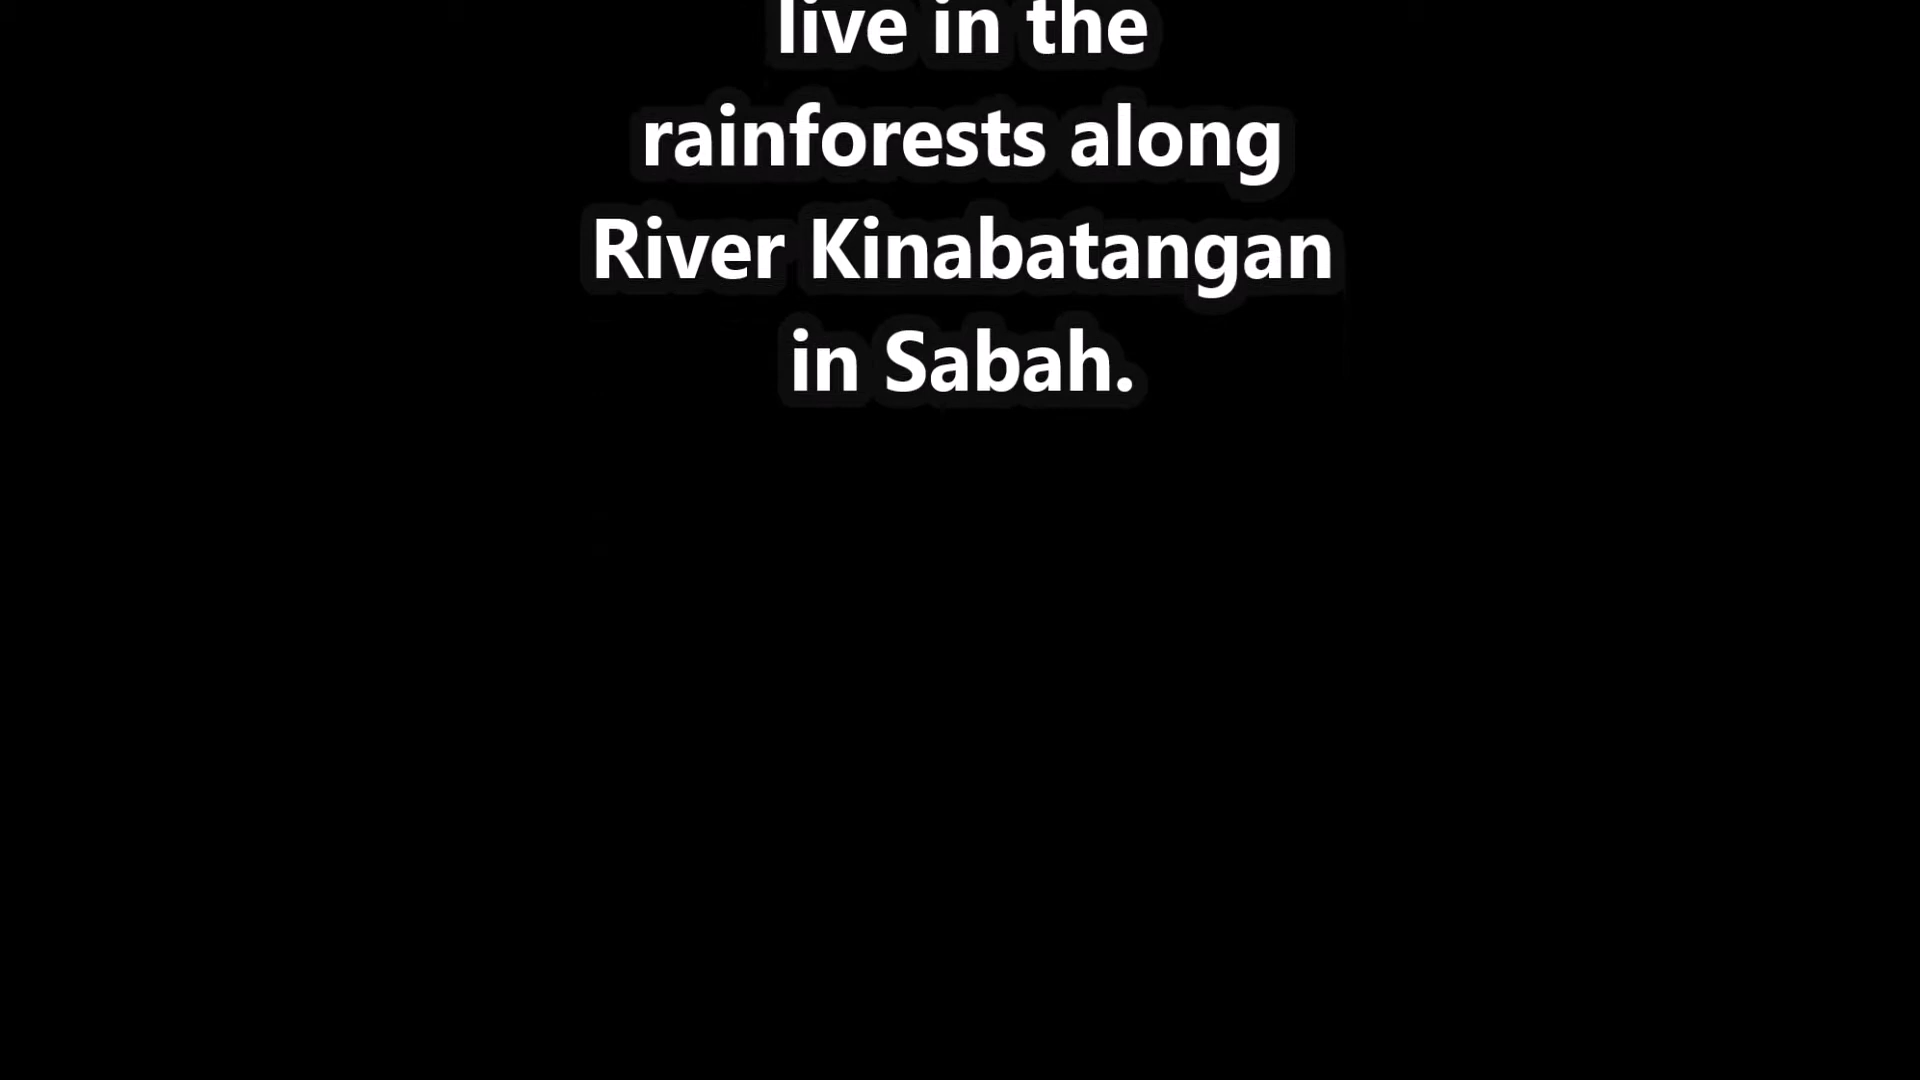 live in the
rainforests along
River Kinabatangan
in Sabah.